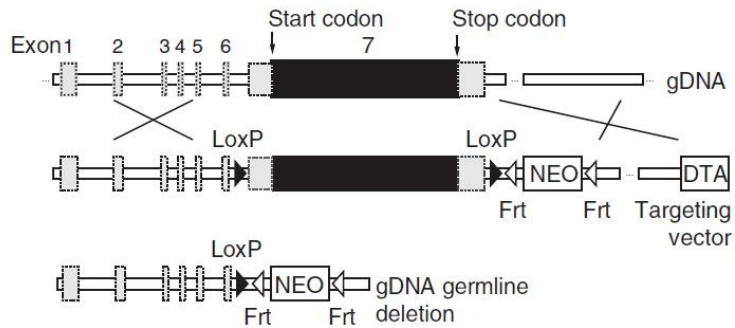 Start codon Stop codon
Exon 1 2 3 4 5 6 7
gDNA
LoxP LoxP
NEO DTA
Frt Frt Targeting
vector
LoxP
NEO gDNA germline
deletion
Frt Frt